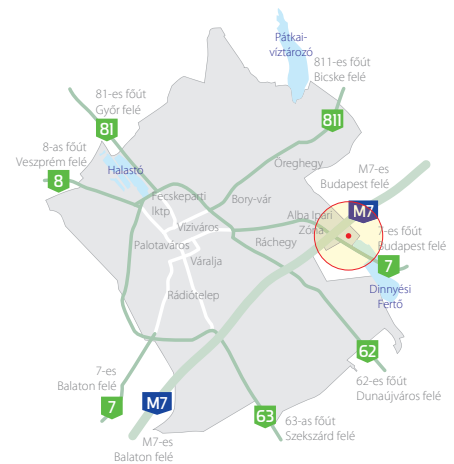 Pátkai-
víztározó
811-es főút
Bicske felé
81-es főút
Győr felé
81
811
8-as főút
Veszprém felé
8
Halastó
Öreghegy
M7-es
Budapest felé
Fecskeparti
Iktp
Bory-vár
M7
Alba Ipari
Zóna
Víziváros
7-es főút
Budapest felé
Palotaváros
Ráchegy
Váralja
7
Dinnyési
Fertő
Rádiótelep
62
7-es
Balaton felé
7
M7
62-es főút
Dunaújváros felé
63
63-as főút
Szekszárd felé
M7-es
Balaton felé